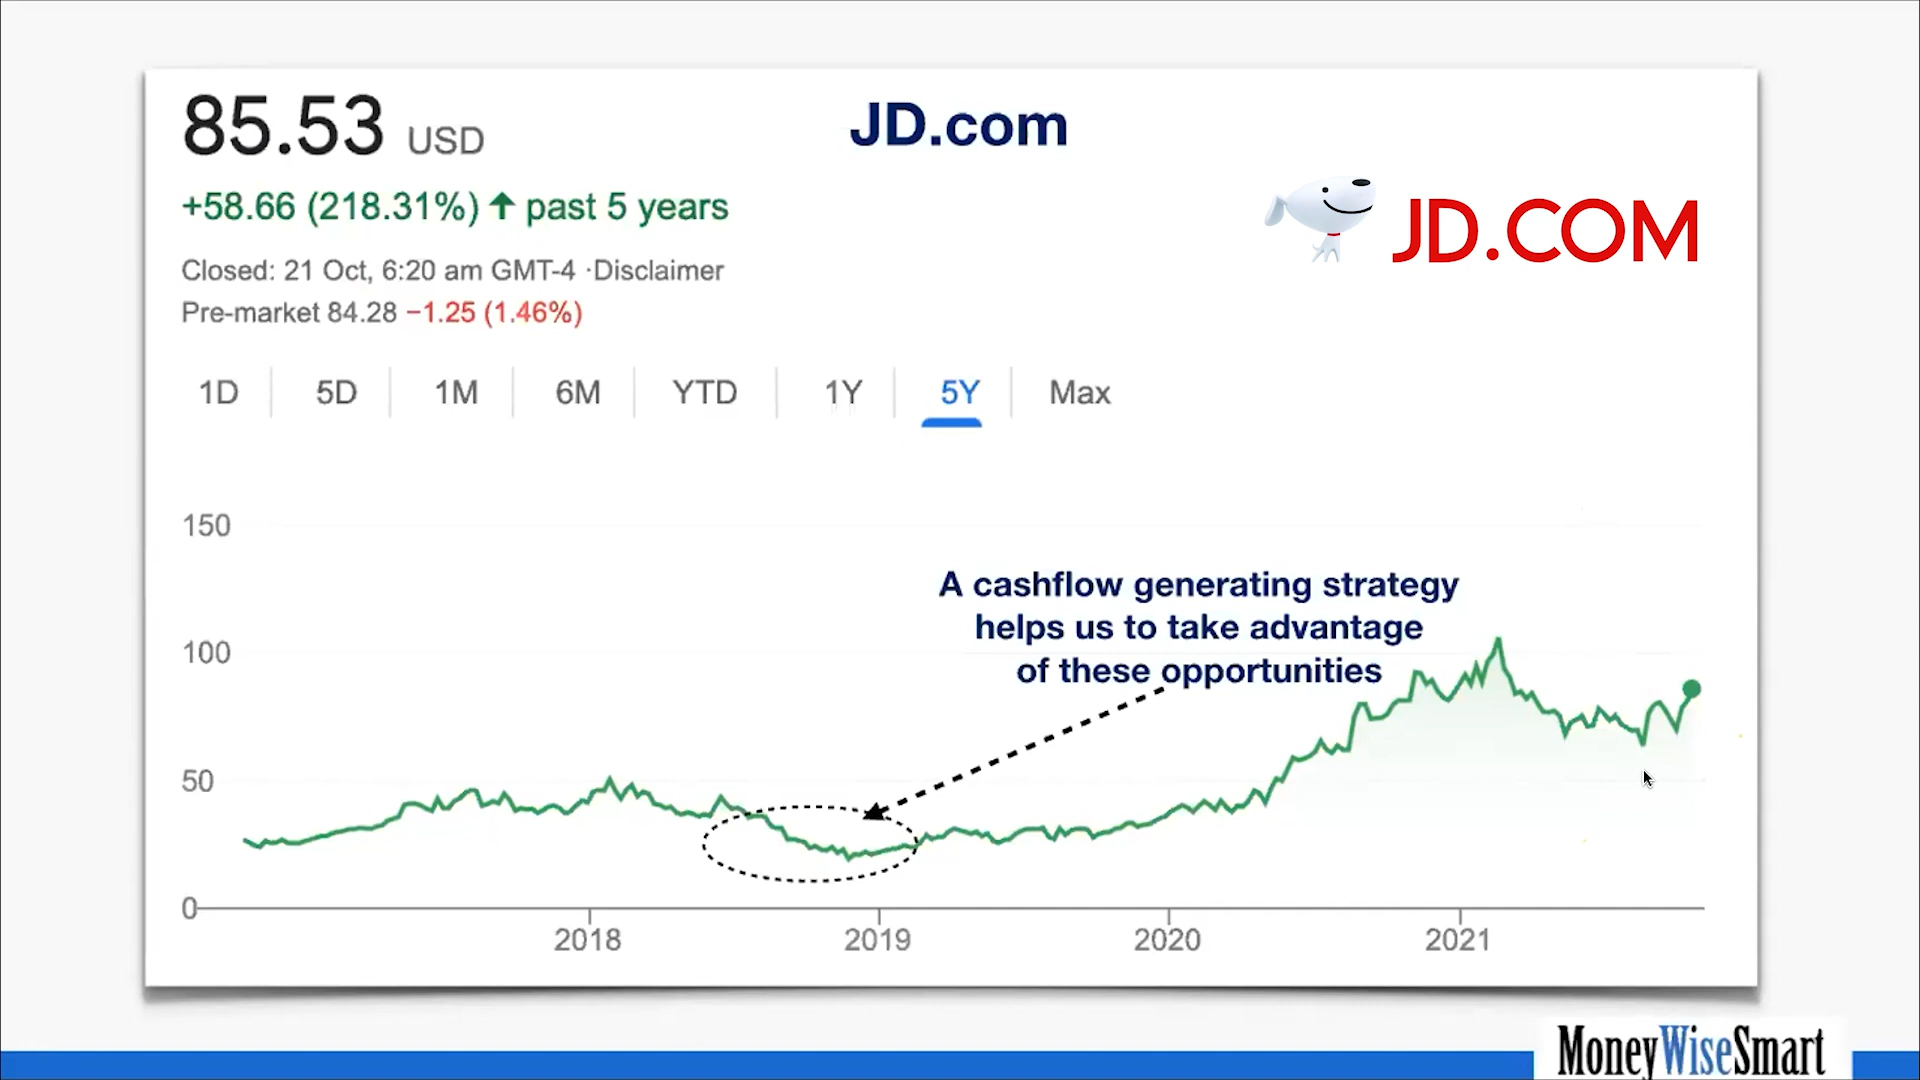 85.53 USD
JD.com
+58.66 (218.31%) ↑ past 5 years
JD.COM
Closed: 21 Oct, 6:20 am GMT-4 ·Disclaimer
Pre-market 84.28 −1.25 (1.46%)
1D 5D 1M 6M YTD 1Y 5Y Max
150
A cashflow generating strategy
helps us to take advantage
of these opportunities
100
50
0
2018 2019 2020 2021
MoneyWiseSmart